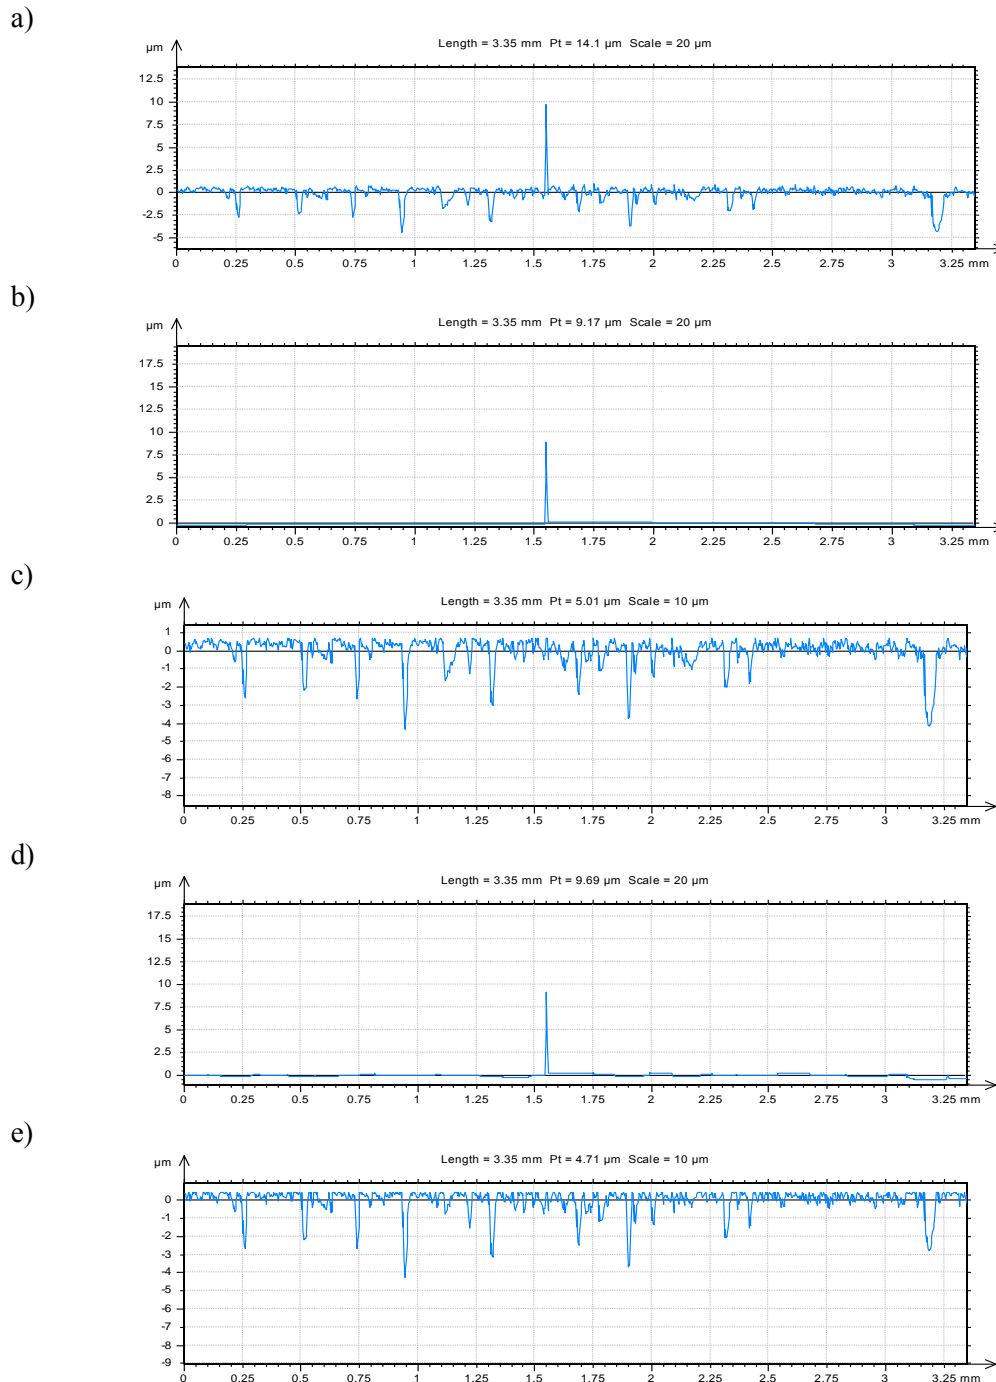 a)
Length = 3.35 mm Pt = 14.1 µm Scale = 20 µm
µm
12.5
10
7.5
5
2.5
0
-2.5
-5
0 0.25 0.5 0.75 1 1.25 1.5 1.75 2 2.25 2.5 2.75 3 3.25 mm
b)
Length = 3.35 mm Pt = 9.17 µm Scale = 20 µm
µm
17.5
15
12.5
10
7.5
5
2.5
0
0 0.25 0.5 0.75 1 1.25 1.5 1.75 2 2.25 2.5 2.75 3 3.25 mm
c)
Length = 3.35 mm Pt = 5.01 µm Scale = 10 µm
µm
1
0
-1
-2
-3
-4
-5
-6
-7
-8
0 0.25 0.5 0.75 1 1.25 1.5 1.75 2 2.25 2.5 2.75 3 3.25 mm
d)
Length = 3.35 mm Pt = 9.69 µm Scale = 20 µm
µm
17.5
15
12.5
10
7.5
5
2.5
0
0 0.25 0.5 0.75 1 1.25 1.5 1.75 2 2.25 2.5 2.75 3 3.25 mm
e)
Length = 3.35 mm Pt = 4.71 µm Scale = 10 µm
µm
0
-1
-2
-3
-4
-5
-6
-7
-8
-9
0 0.25 0.5 0.75 1 1.25 1.5 1.75 2 2.25 2.5 2.75 3 3.25 mm